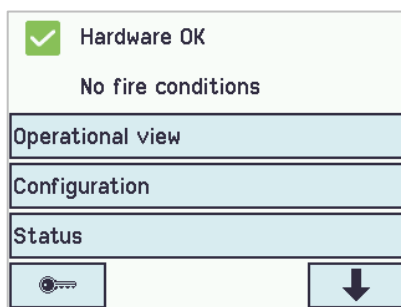 Hardware OK
No fire conditions
Operational view
Configuration
Status